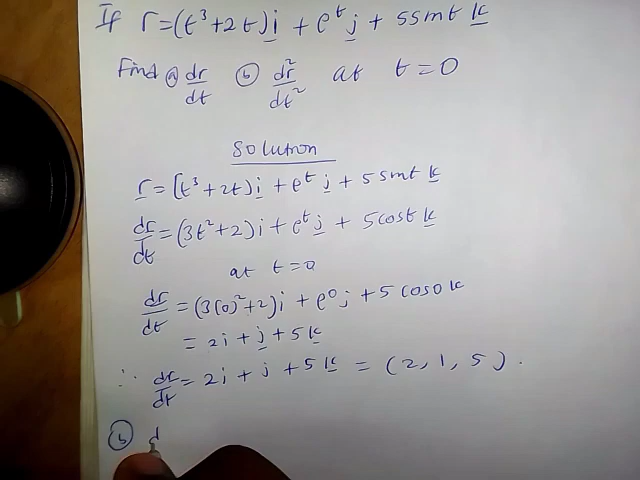 If r=(t³+2t)i + e^t j + 5sint k
Find ⓐ dr/dt ⓑ d²r/dt² at t=0
Solution
r=(t³+2t)i + e^t j + 5sint k
dr/dt = (3t²+2)i + e^t j + 5cost k
at t=0
dr/dt = (3(0)²+2)i + e^0 j + 5cos0 k
= 2i + j + 5k
∴ dr/dt = 2i + j + 5k = (2, 1, 5).
ⓑ d